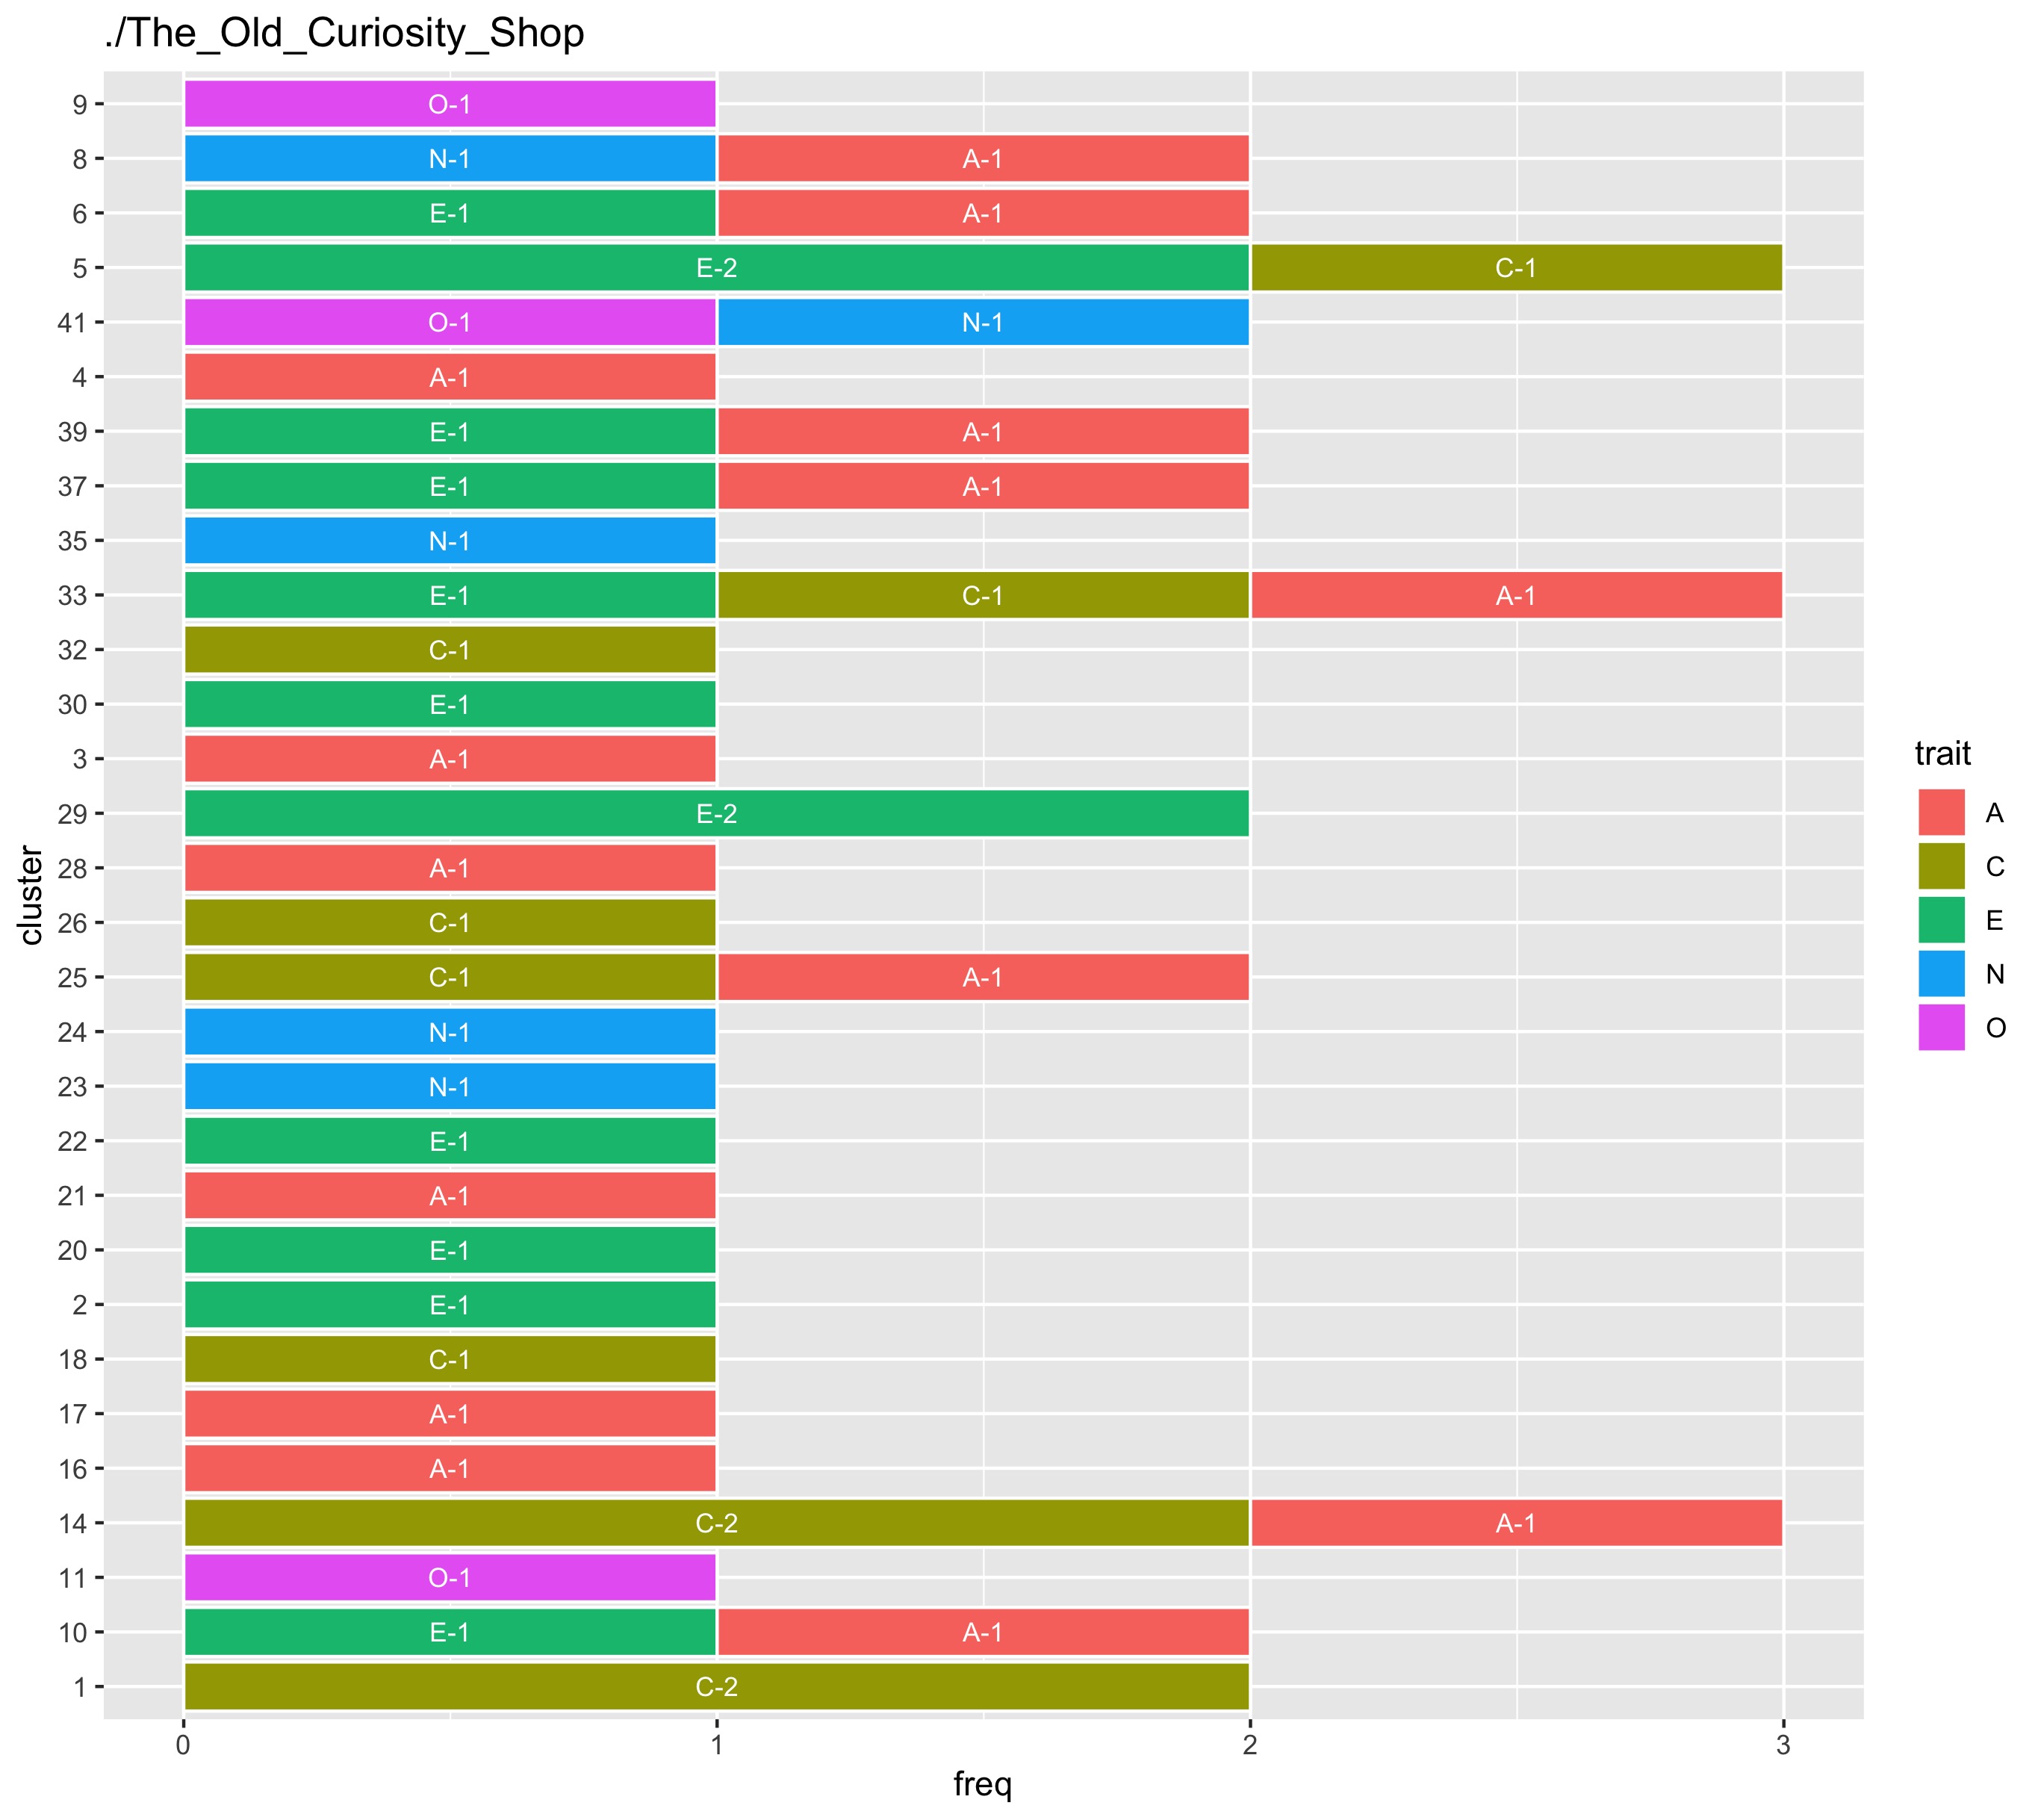 ./The_Old_Curiosity_Shop
9 O-1
8 N-1 A-1
6 E-1 A-1
5 E-2 C-1
41 O-1 N-1
4 A-1
39 E-1 A-1
37 E-1 A-1
35 N-1
33 E-1 C-1 A-1
32 C-1
30 E-1
3 A-1
29 E-2
28 A-1
26 C-1
25 C-1 A-1
24 N-1
23 N-1
22 E-1
21 A-1
20 E-1
2 E-1
18 C-1
17 A-1
16 A-1
14 C-2 A-1
11 O-1
10 E-1 A-1
1 C-2
0 1 2 3
freq
cluster
trait
A
C
E
N
O